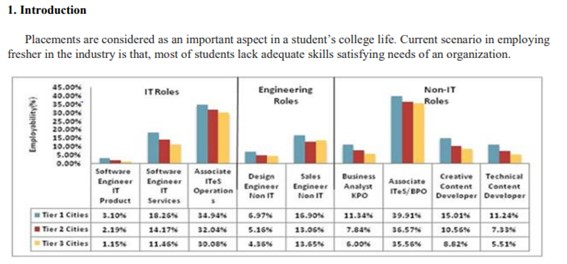 1. Introduction
Placements are considered as an important aspect in a student's college life. Current scenario in employing
fresher in the industry is that, most of students lack adequate skills satisfying needs of an organization.
Employability(%)
45.00%
40.00%
35.00%
30.00%
25.00%
20.00%
15.00%
10.00%
5.00%
0.00%
IT Roles
Engineering
Roles
Non-IT
Roles
Software
Engineer
IT
Product
Software
Engineer
IT
Services
Associate
ITeS
Operation
s
Design
Engineer
Non IT
Sales
Engineer
Non IT
Business
Analyst
KPO
Associate
ITeS/BPO
Creative
Content
Developer
Technical
Content
Developer
Tier 1 Cities 3.10% 18.26% 34.94% 6.97% 16.90% 11.34% 39.91% 15.01% 11.24%
Tier 2 Cities 2.19% 14.17% 32.04% 5.16% 13.06% 7.84% 36.57% 10.56% 7.33%
Tier 3 Cities 1.15% 11.46% 30.08% 4.36% 13.65% 6.00% 35.56% 8.82% 5.51%